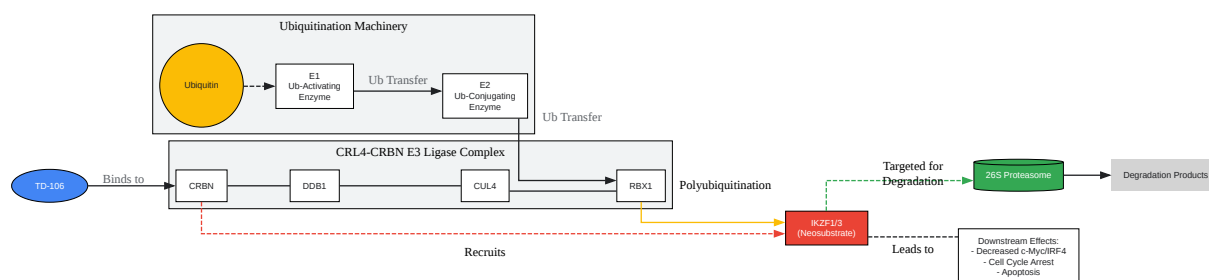 Ubiquitination Machinery
Ubiquitin
E1
Ub-Activating
Enzyme
Ub Transfer
E2
Ub-Conjugating
Enzyme
Ub Transfer
CRL4-CRBN E3 Ligase Complex
TD-106
Binds to
CRBN
DDB1
CUL4
RBX1
Polyubiquitination
Recruits
IKZF1/3
(Neosubstrate)
Targeted for
Degradation
26S Proteasome
Degradation Products
Leads to
Downstream Effects:
- Decreased c-Myc/IRF4
- Cell Cycle Arrest
- Apoptosis